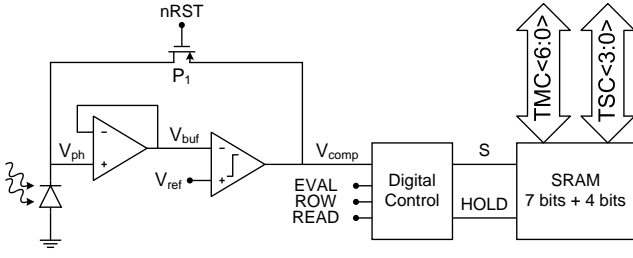 nRST
P1
TMC<6:0>
TSC<3:0>
Vph
-
+
Vbuf
-
+
Vref
Vcomp
EVAL
ROW
READ
Digital
Control
S
HOLD
SRAM
7 bits + 4 bits